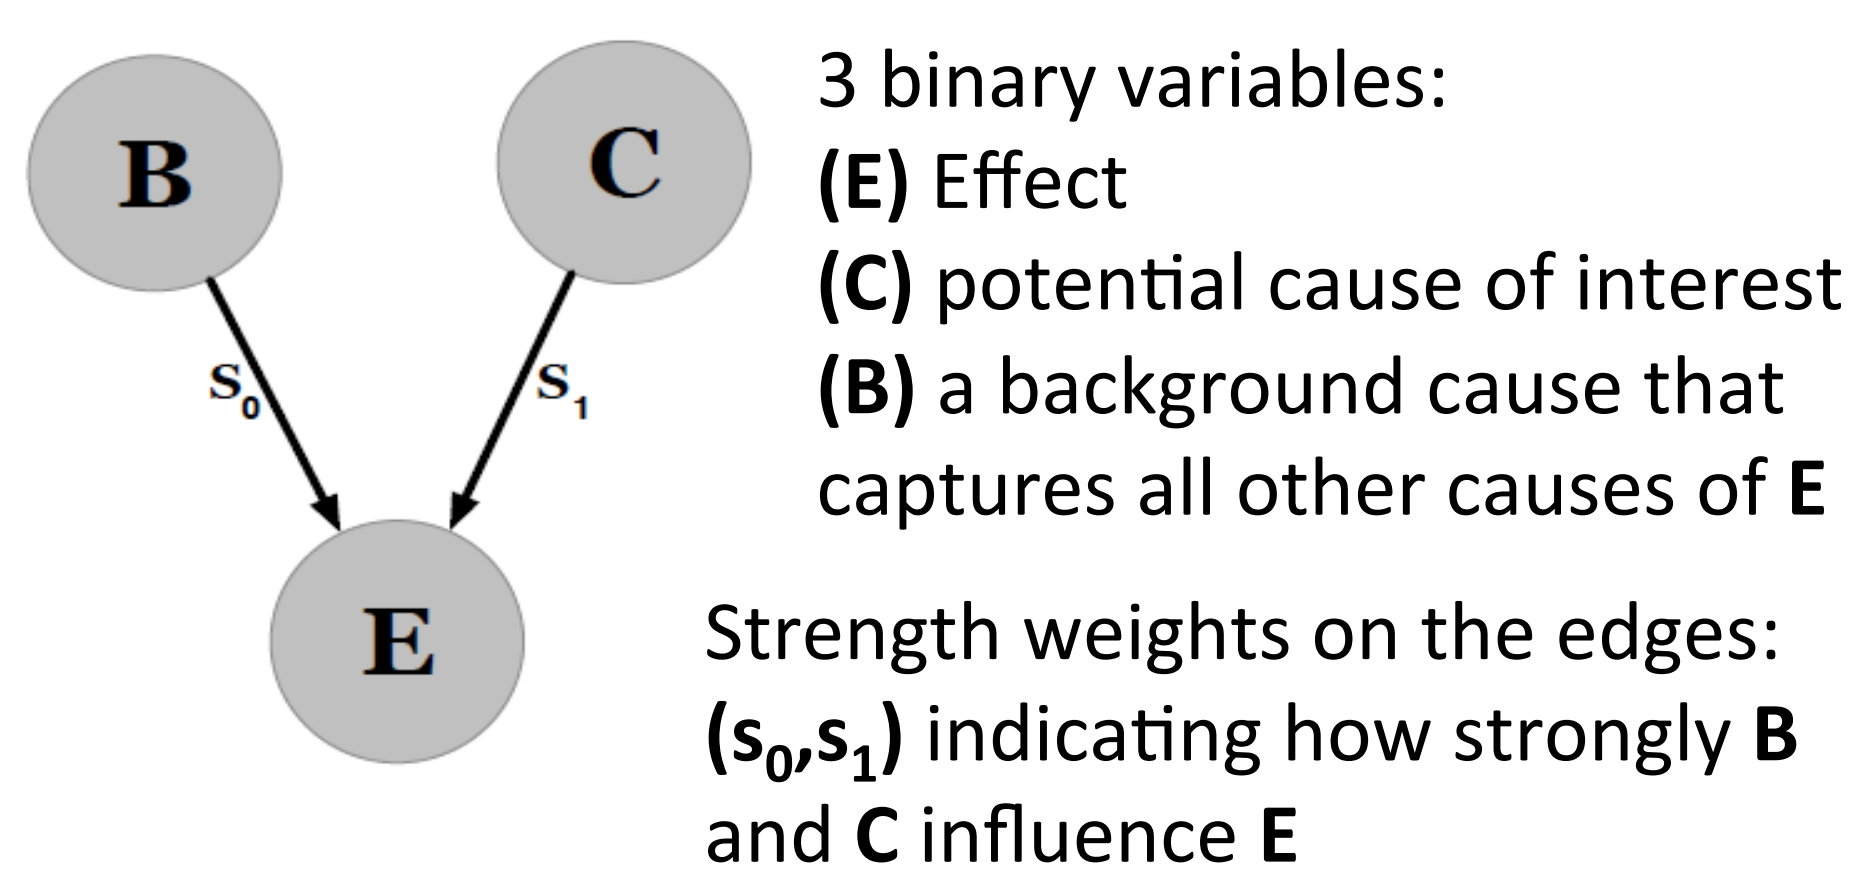 B
C
S0
S1
E
3 binary variables:
(E) Effect
(C) potential cause of interest
(B) a background cause that
captures all other causes of E
Strength weights on the edges:
(s0,s1) indicating how strongly B
and C influence E